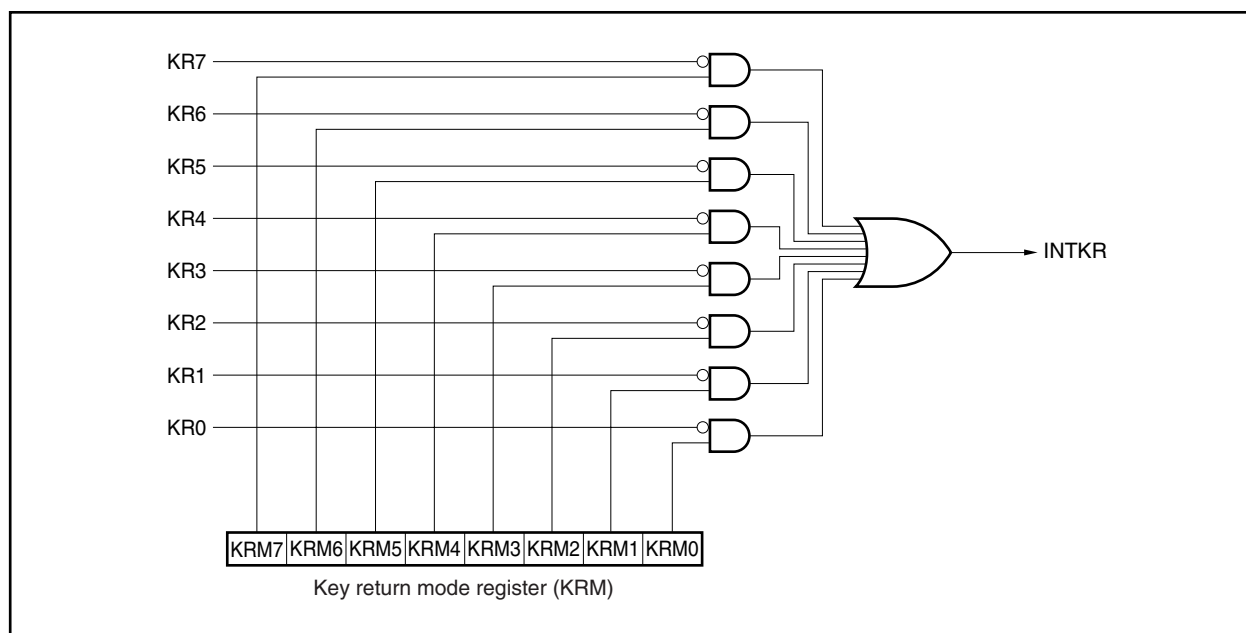 KR7
KR6
KR5
KR4
KR3
KR2
KR1
KR0
INTKR
KRM7 KRM6 KRM5 KRM4 KRM3 KRM2 KRM1 KRM0
Key return mode register (KRM)